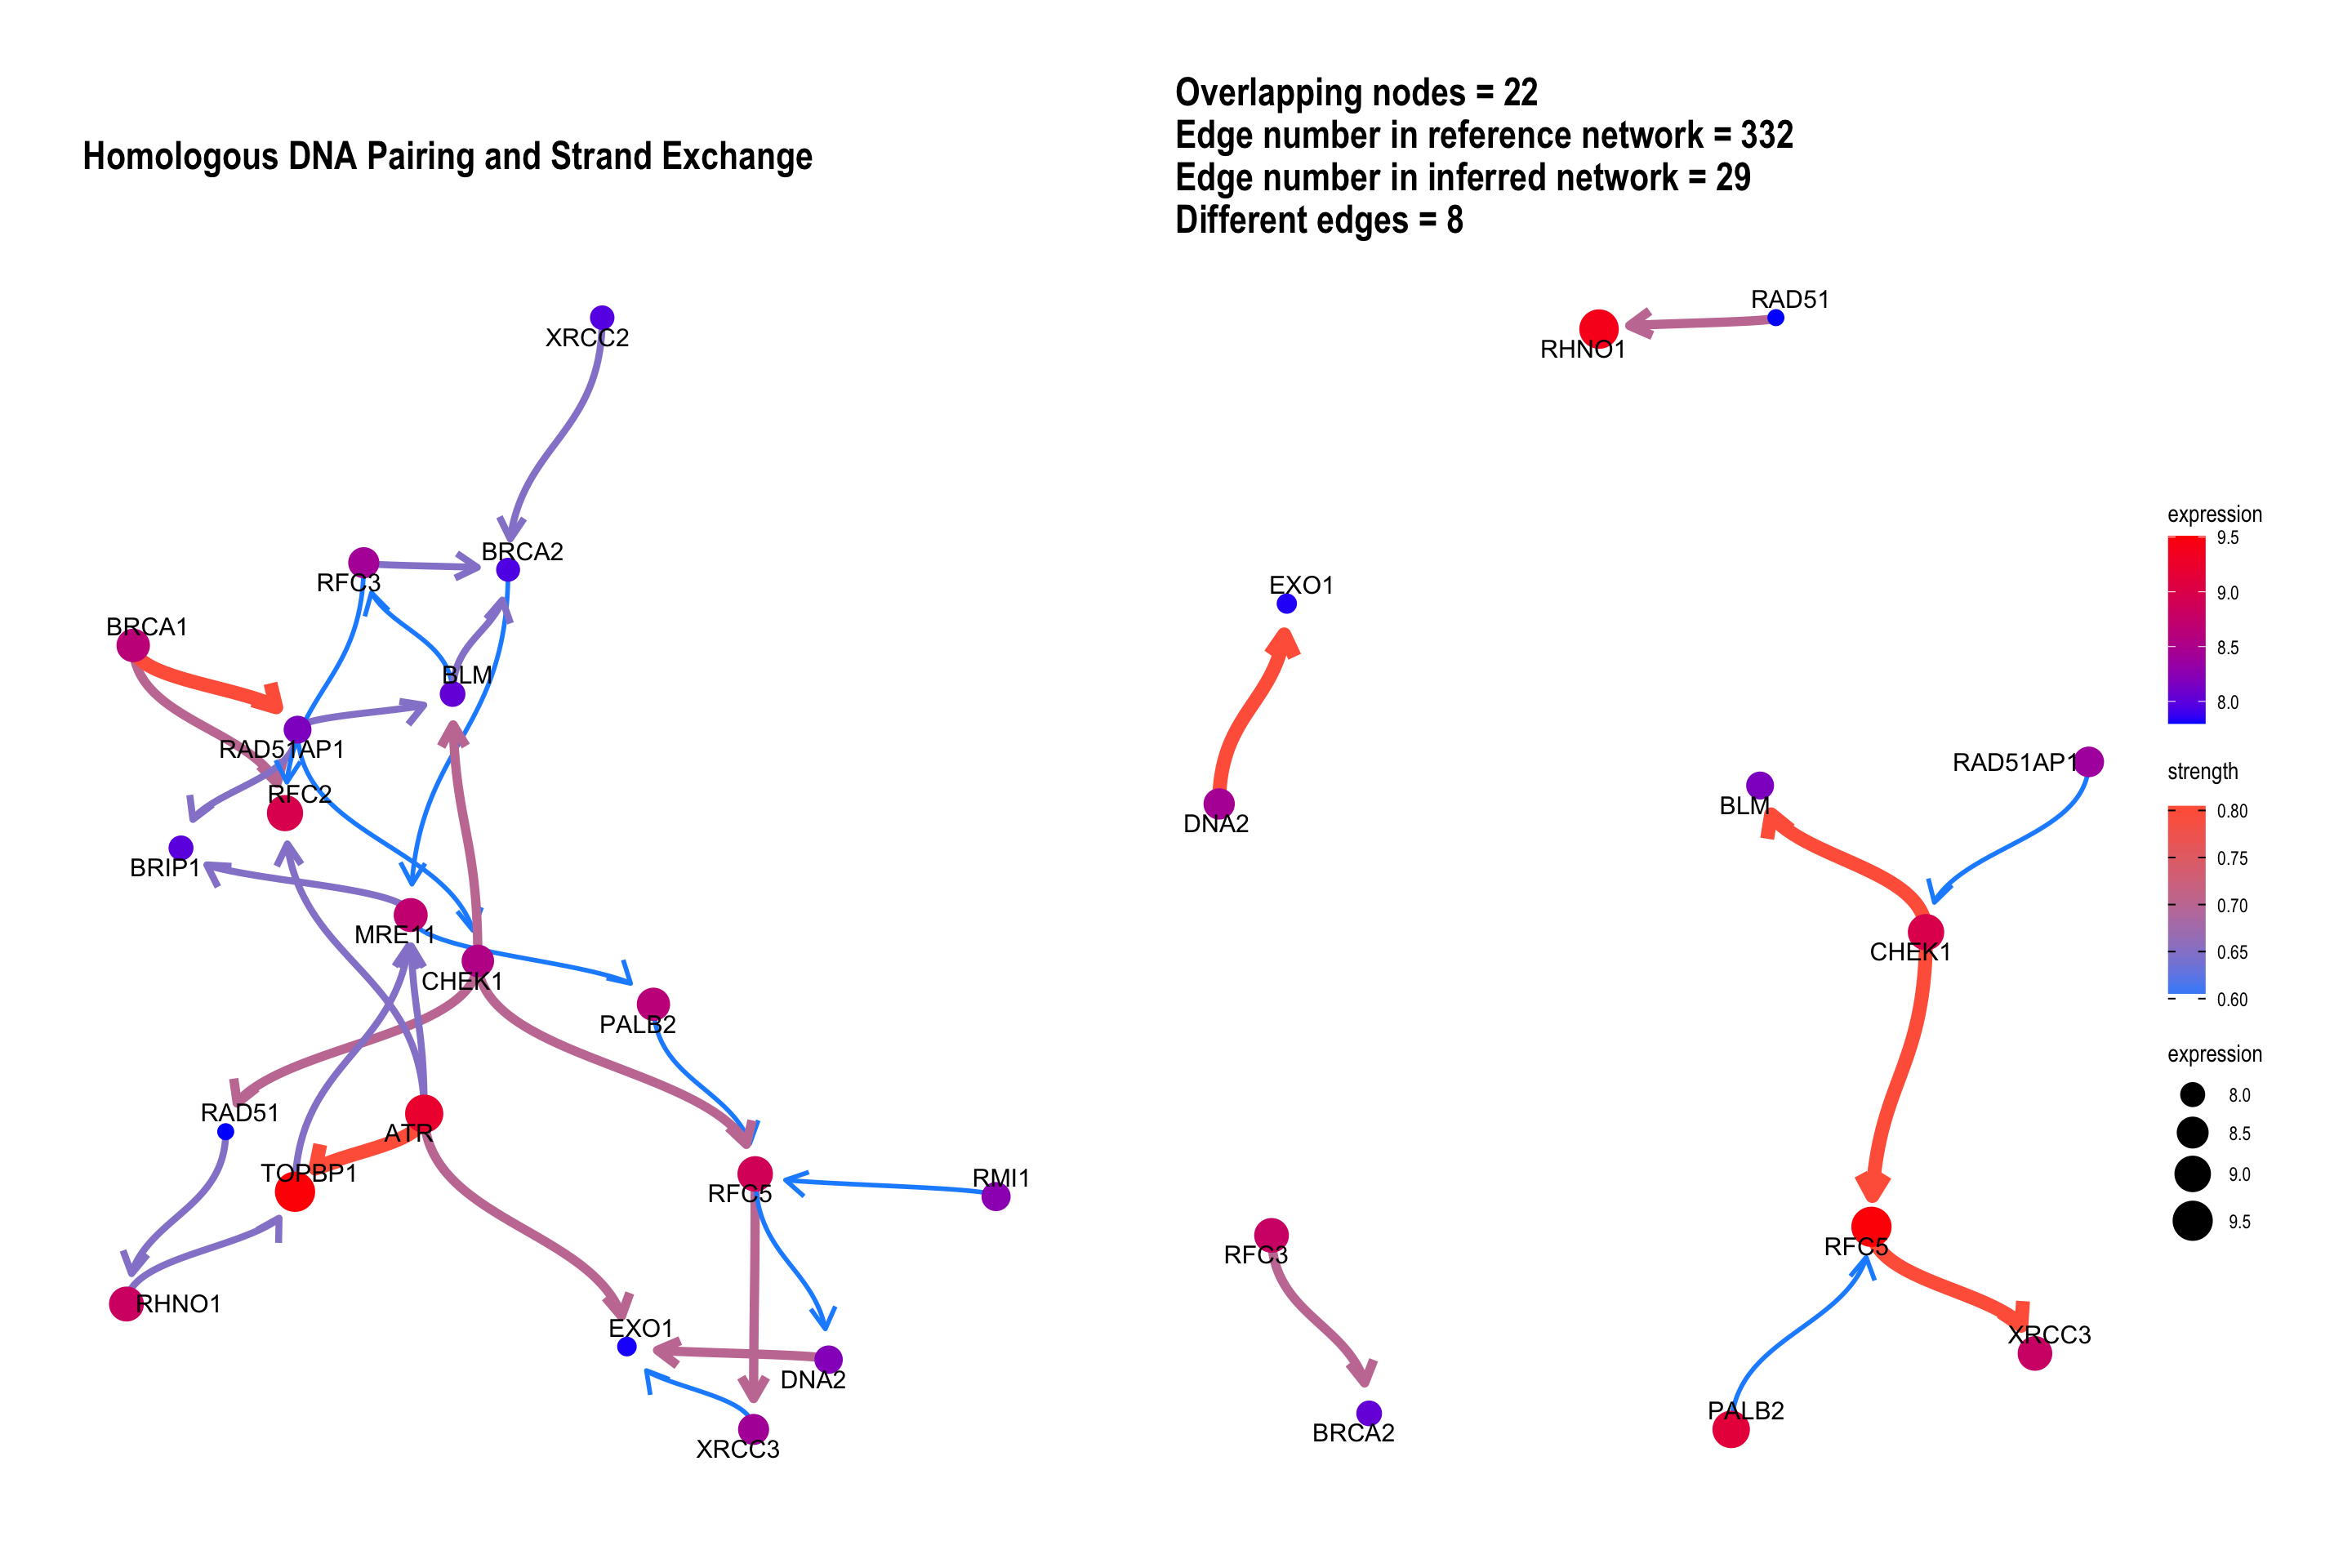 Overlapping nodes = 22
Edge number in reference network = 332
Edge number in inferred network = 29
Different edges = 8
Homologous DNA Pairing and Strand Exchange
XRCC2
BRCA2
RFC3
BRCA1
BLM
RAD51AP1
RFC2
BRIP1
MRE11
CHEK1
PALB2
RAD51
ATR
TOPBP1
RFC5
RMI1
RHNO1
EXO1
DNA2
XRCC3
RAD51
RHNO1
EXO1
DNA2
RAD51AP1
BLM
CHEK1
RFC3
RFC5
XRCC3
PALB2
BRCA2
expression
9.5
9.0
8.5
8.0
strength
0.80
0.75
0.70
0.65
0.60
expression
8.0
8.5
9.0
9.5